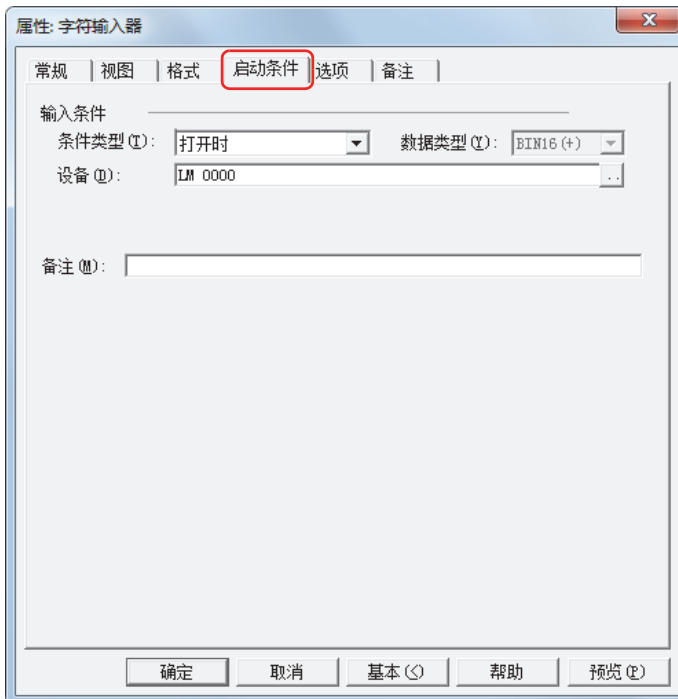 属性: 字符输入器
常规 视图 格式 启动条件 选项 备注
输入条件
条件类型(T): 打开时 数据类型(Y): BIN16(+)
设备(D): LM 0000 ..
备注(M):
确定 取消 基本(<) 帮助 预览(P)